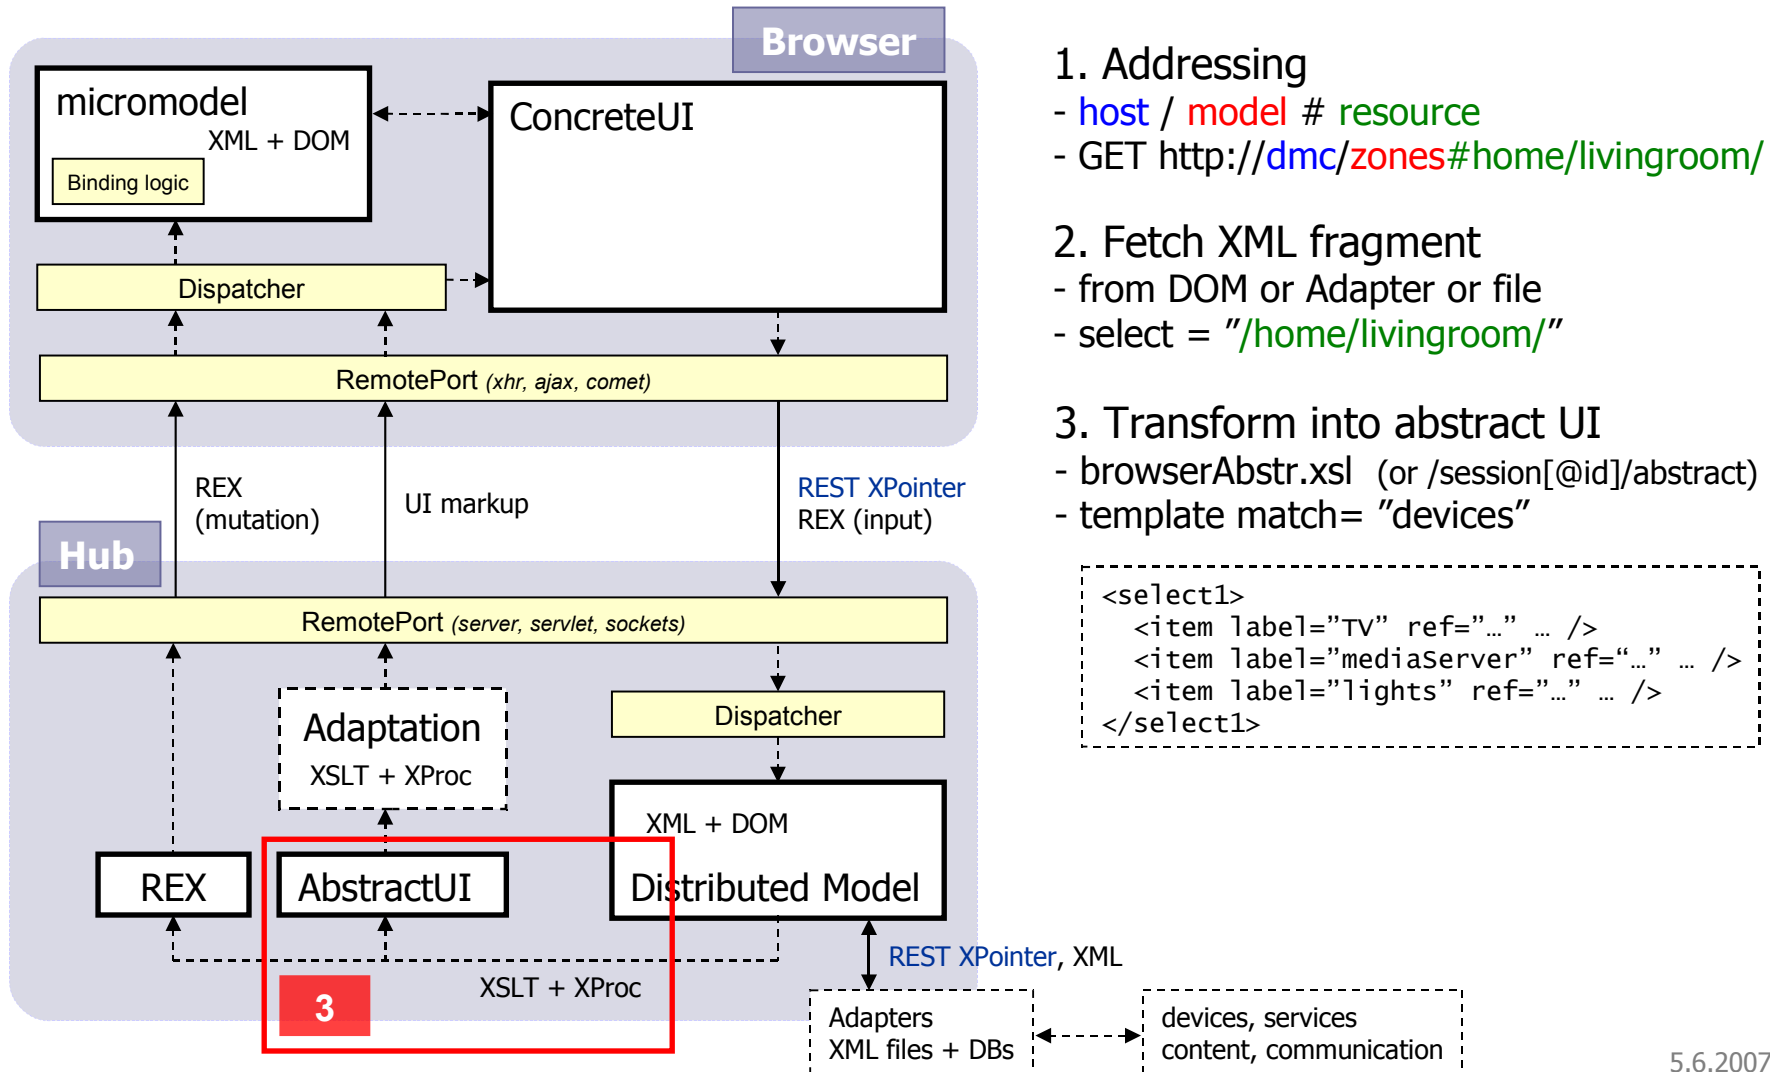 Browser
micromodel
XML + DOM
Binding logic
ConcreteUI
Dispatcher
RemotePort (xhr, ajax, comet)
REX
(mutation)
UI markup
REST XPointer
REX (input)
Hub
RemotePort (server, servlet, sockets)
Adaptation
XSLT + XProc
Dispatcher
XML + DOM
Distributed Model
REX
AbstractUI
XSLT + XProc
3
REST XPointer, XML
Adapters
XML files + DBs
devices, services
content, communication
1. Addressing
- host / model # resource
- GET http://dmc/zones#home/livingroom/
2. Fetch XML fragment
- from DOM or Adapter or file
- select = ”/home/livingroom/”
3. Transform into abstract UI
- browserAbstr.xsl (or /session[@id]/abstract)
- template match= ”devices”
<select1>
<item label=”TV” ref=”…” … />
<item label=”mediaServer” ref=“…” … />
<item label=”lights” ref=”…” … />
</select1>
5.6.2007